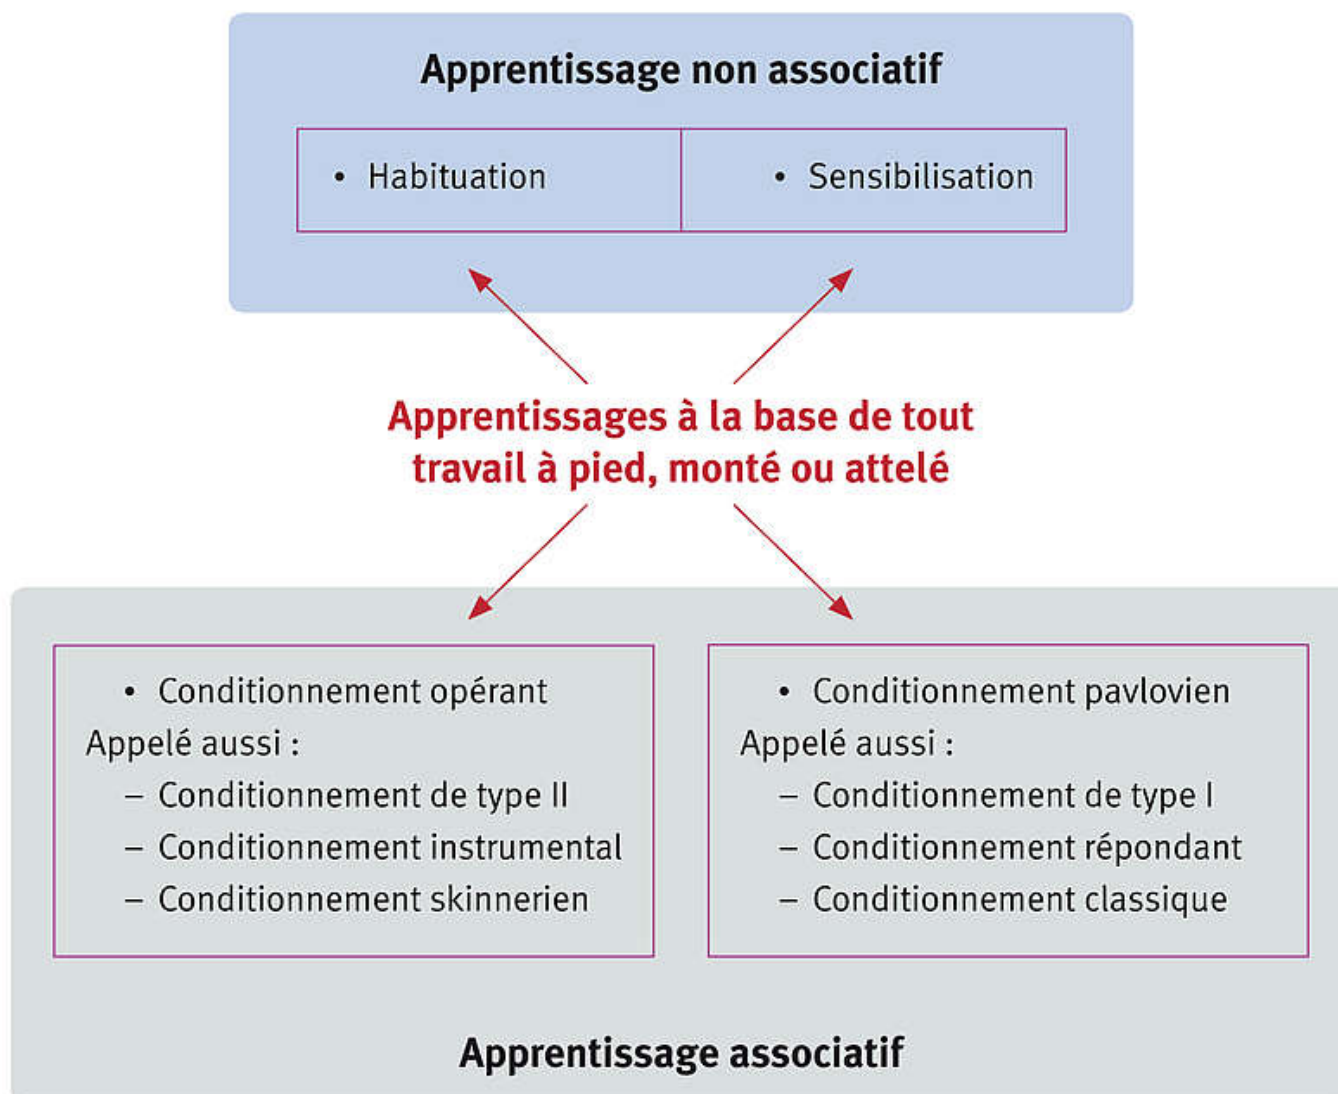 Apprentissage non associatif
• Habituation
• Sensibilisation
Apprentissages à la base de tout
travail à pied, monté ou attelé
• Conditionnement opérant
Appelé aussi :
– Conditionnement de type II
– Conditionnement instrumental
– Conditionnement skinnerien
• Conditionnement pavlovien
Appelé aussi :
– Conditionnement de type I
– Conditionnement répondant
– Conditionnement classique
Apprentissage associatif